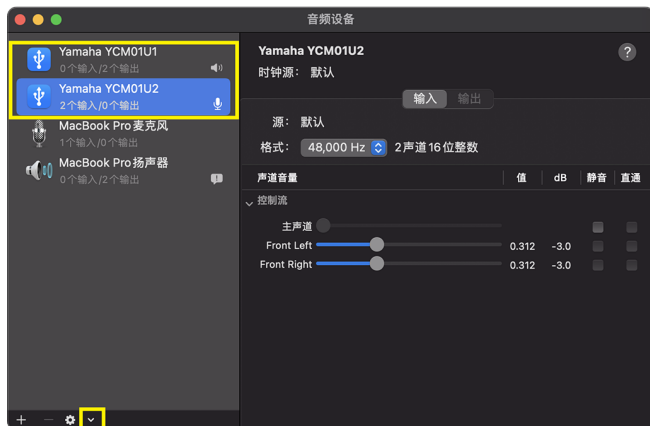 音频设备
Yamaha YCM01U1
0个输入/2个输出
Yamaha YCM01U2
2个输入/0个输出
MacBook Pro麦克风
1个输入/0个输出
MacBook Pro扬声器
0个输入/2个输出
Yamaha YCM01U2
?
时钟源： 默认
输入 输出
源： 默认
格式： 48,000 Hz 2声道16位整数
声道音量 值 dB 静音 直通
控制流
主声道
Front Left 0.312 -3.0
Front Right 0.312 -3.0